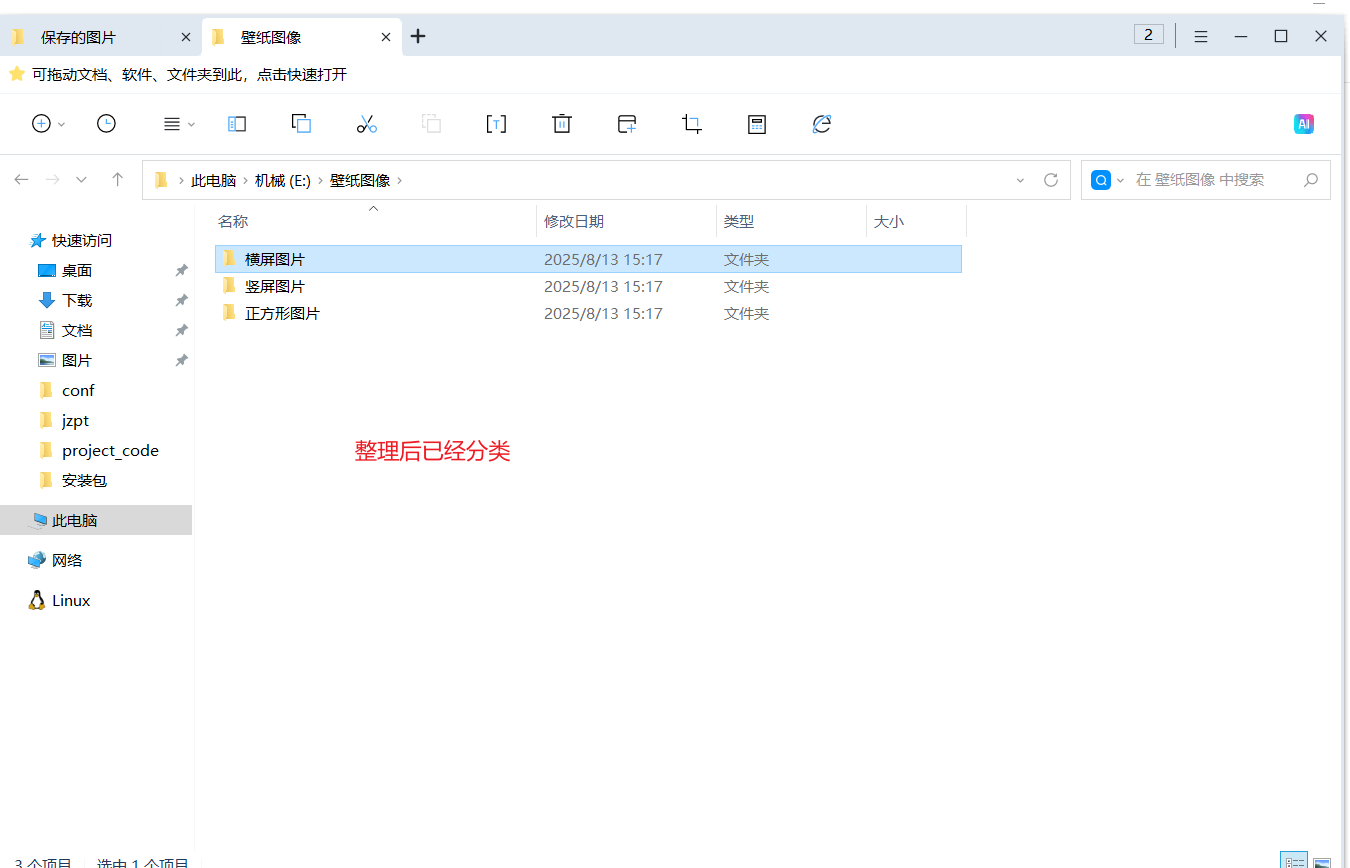 保存的图片
壁纸图像
2
可拖动文档、软件、文件夹到此，点击快速打开
[T]
AI
此电脑 机械 (E:) 壁纸图像
在 壁纸图像 中搜索
名称 修改日期 类型 大小
快速访问
桌面
下载
文档
图片
conf
jzpt
project_code
安装包
此电脑
网络
Linux
横屏图片 2025/8/13 15:17 文件夹
竖屏图片 2025/8/13 15:17 文件夹
正方形图片 2025/8/13 15:17 文件夹
整理后已经分类
3 个项目 选中 1 个项目